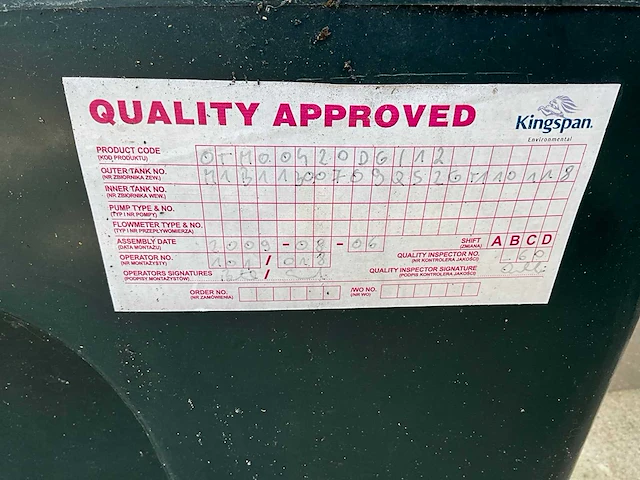 QUALITY APPROVED
Kingspan.
Environmental
PRODUCT CODE
(KOD PRODUKTU)
OUTER TANK NO.
(NR ZBIORNIKA ZEW.)
INNER TANK NO.
(NR ZBIORNIKA WEW.)
PUMP TYPE & NO.
(TYP I NR POMPY)
FLOWMETER TYPE & NO.
(TYP I NR PRZEPŁYWOMIERZA)
ASSEMBLY DATE 2009-08-06 SHIFT A B C D
(DATA MONTAŻU) (ZMIANA)
OPERATOR NO. 101/018 QUALITY INSPECTOR NO.
(NR MONTAŻYSTY) (NR KONTROLERA JAKOŚCI)
OPERATORS SIGNATURES QUALITY INSPECTOR SIGNATURE
(PODPISY MONTAŻYSTÓW) (PODPIS KONTROLERA JAKOŚCI)
ORDER NO. /WO NO.
(NR ZAMÓWIENIA) (NR WO)